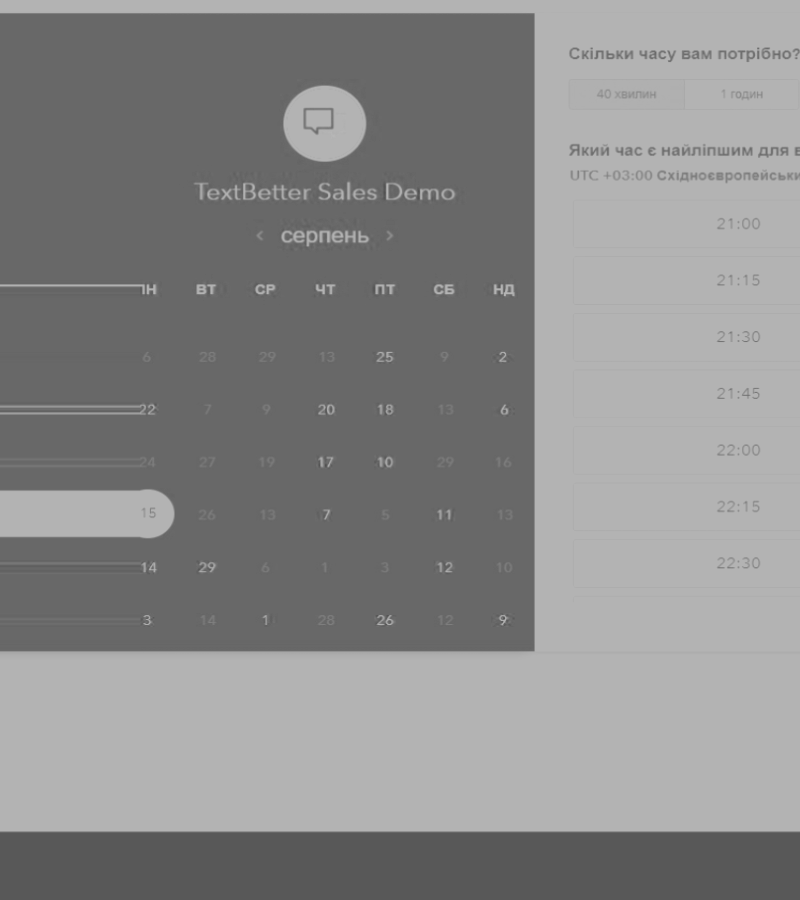 TextBetter Sales Demo
серпень
ПН ВТ СР ЧТ ПТ СБ НД
6 28 29 13 25 9 2
22 7 9 20 18 13 6
24 27 19 17 10 29 16
15 26 13 7 5 11 13
14 29 6 1 3 12 10
3 14 1 28 26 12 9
Скільки часу вам потрібно?
40 хвилин 1 годин
Який час є найліпшим для
UTC +03:00 Східноєвропейськи
21:00
21:15
21:30
21:45
22:00
22:15
22:30